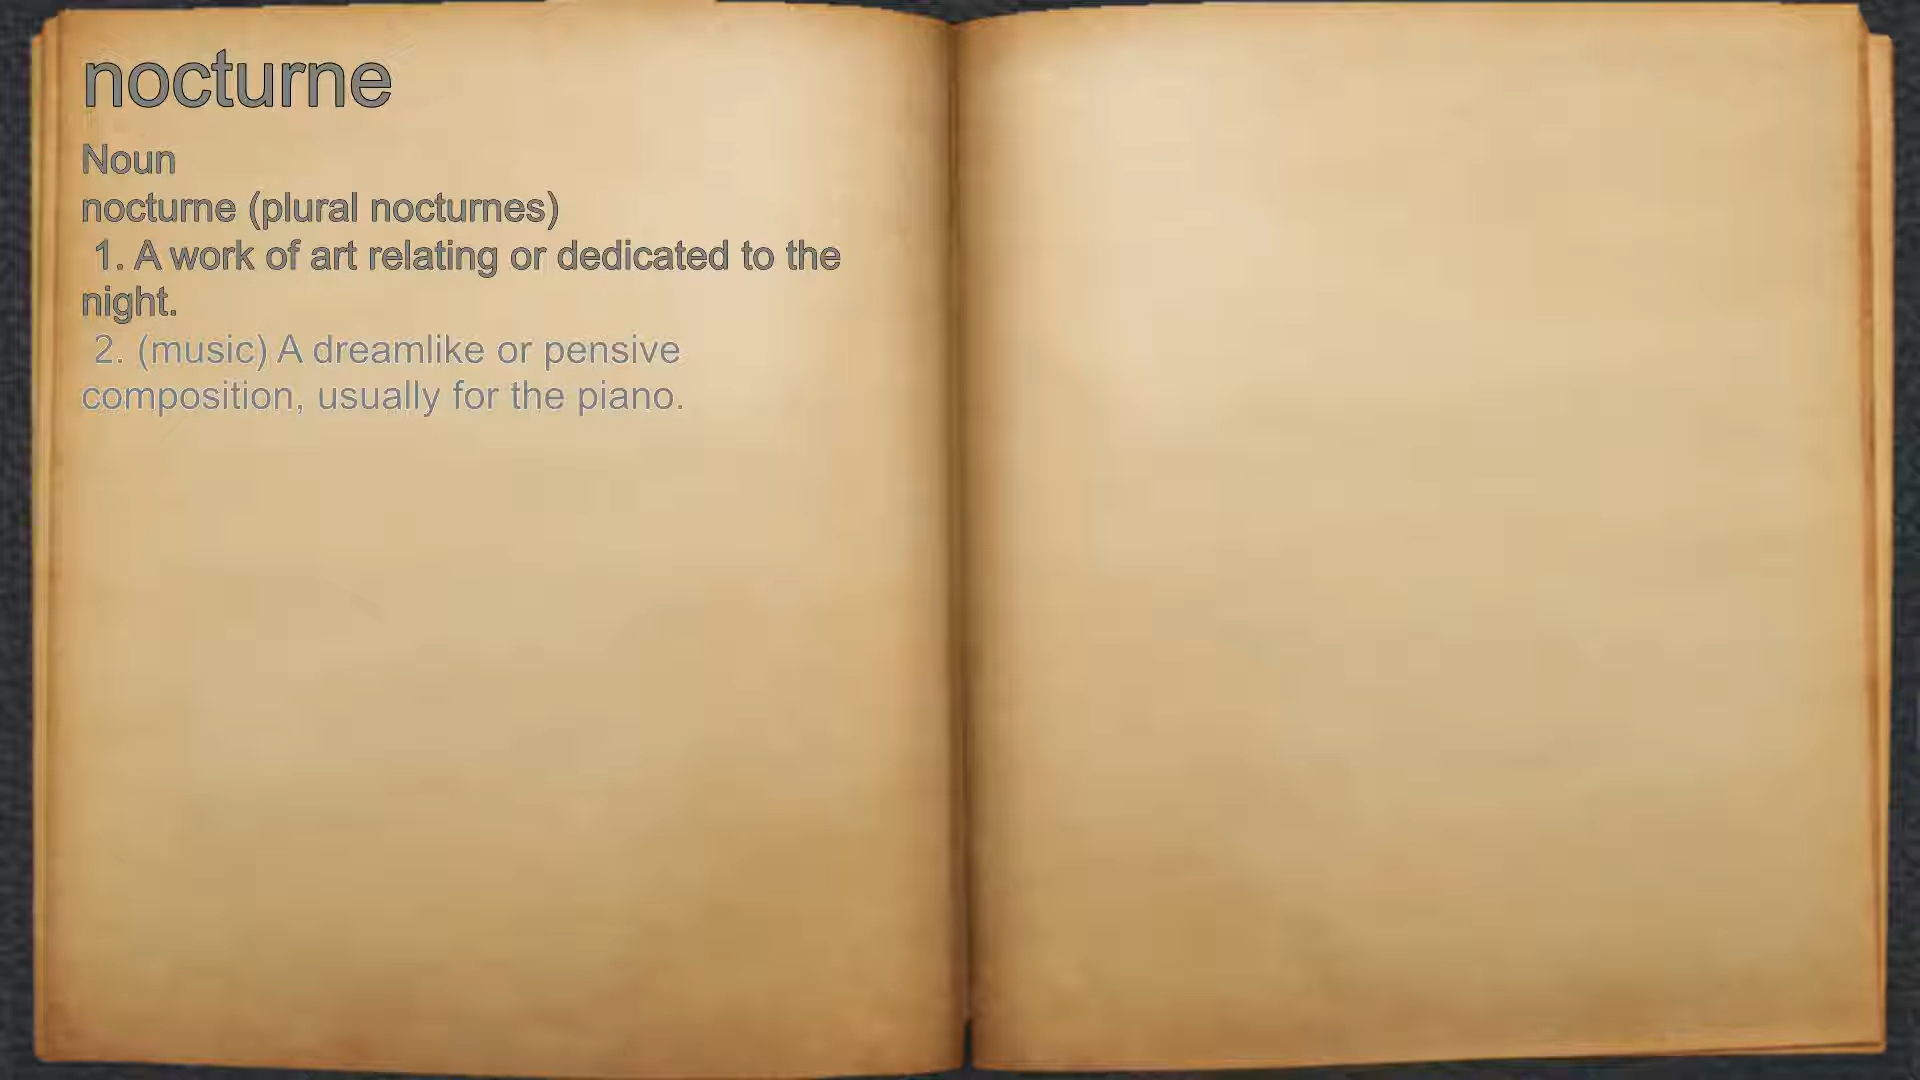 nocturne
Noun
nocturne (plural nocturnes)
1. A work of art relating or dedicated to the
night.
2. (music) A dreamlike or pensive
composition, usually for the piano.